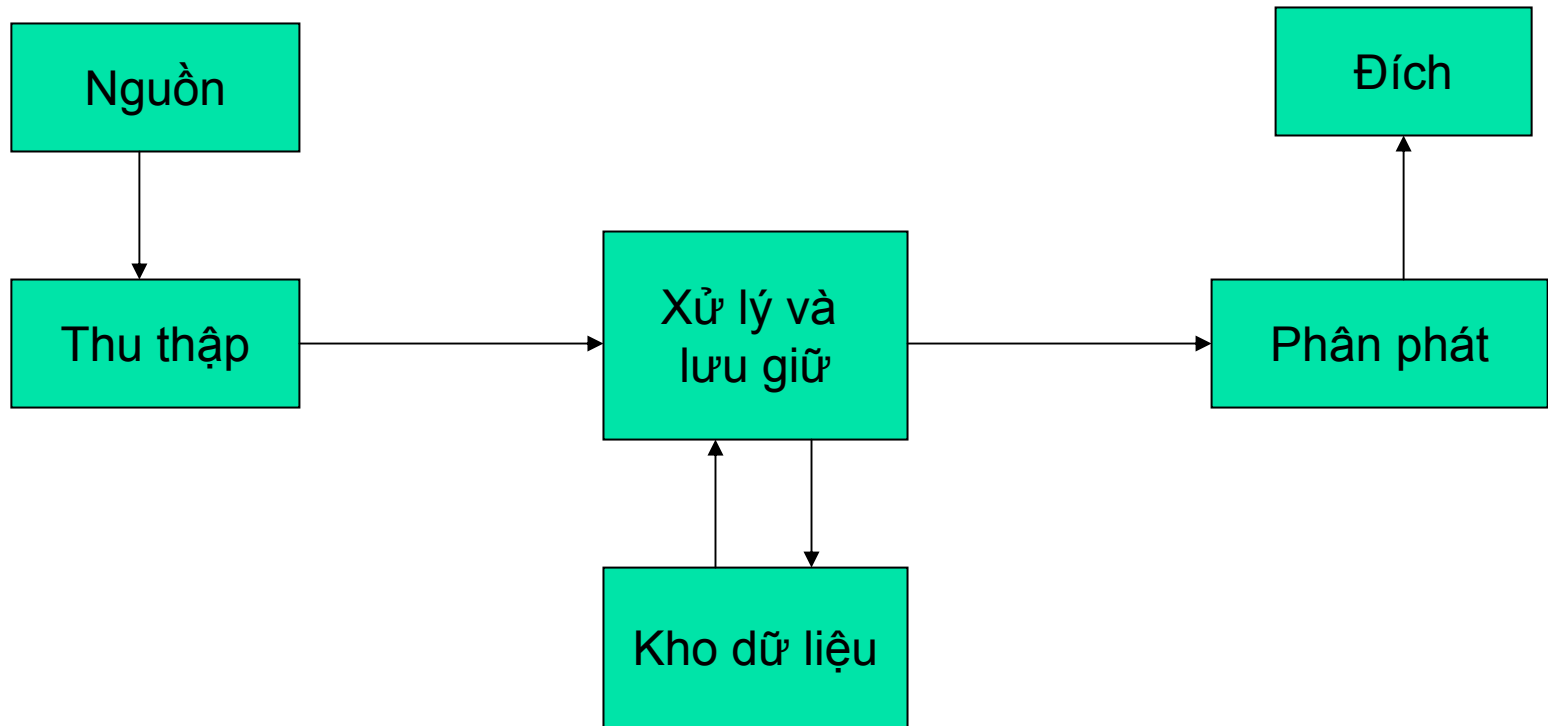 Nguồn
Đích
Thu thập
Xử lý và
lưu giữ
Phân phát
Kho dữ liệu